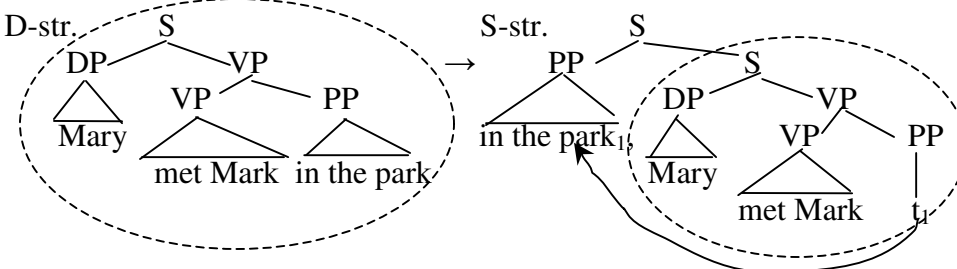 D-str. S S-str. S
DP VP → PP S
VP PP DP VP
Mary in the park₁, VP PP
met Mark in the park Mary
met Mark t₁